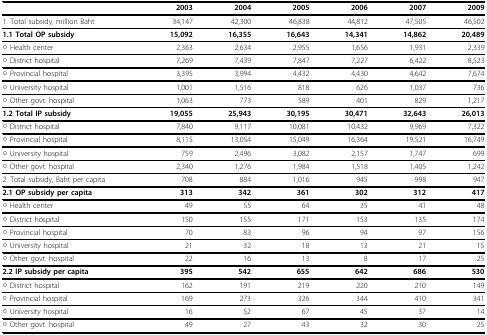 2003 2004 2005 2006 2007 2009
1. Total subsidy, million Baht 34,147 42,300 46,838 44,812 47,505 46,502
1.1 Total OP subsidy 15,092 16,355 16,643 14,341 14,862 20,489
○ Health center 2,363 2,634 2,955 1,656 1,931 2,339
○ District hospital 7,269 7,439 7,847 7,227 6,422 8,523
○ Provincial hospital 3,395 3,994 4,432 4,430 4,642 7,674
○ University hospital 1,001 1,516 818 626 1,037 736
○ Other govt. hospital 1,063 773 589 401 829 1,217
1.2 Total IP subsidy 19,055 25,943 30,195 30,471 32,643 26,013
○ District hospital 7,840 9,117 10,081 10,432 9,969 7,322
○ Provincial hospital 8,115 13,054 15,049 16,364 19,521 16,749
○ University hospital 759 2,496 3,082 2,157 1,747 699
○ Other govt. hospital 2,340 1,276 1,984 1,518 1,405 1,242
2. Total subsidy, Baht per capita 708 884 1,016 945 998 947
2.1 OP subsidy per capita 313 342 361 302 312 417
○ Health center 49 55 64 35 41 48
○ District hospital 150 155 171 153 135 174
○ Provincial hospital 70 83 96 94 97 156
○ University hospital 21 32 18 13 21 15
○ Other govt. hospital 22 16 13 8 17 25
2.2 IP subsidy per capita 395 542 655 642 686 530
○ District hospital 162 191 219 220 210 149
○ Provincial hospital 169 273 326 344 410 341
○ University hospital 16 52 67 45 37 14
○ Other govt. hospital 49 27 43 32 30 25